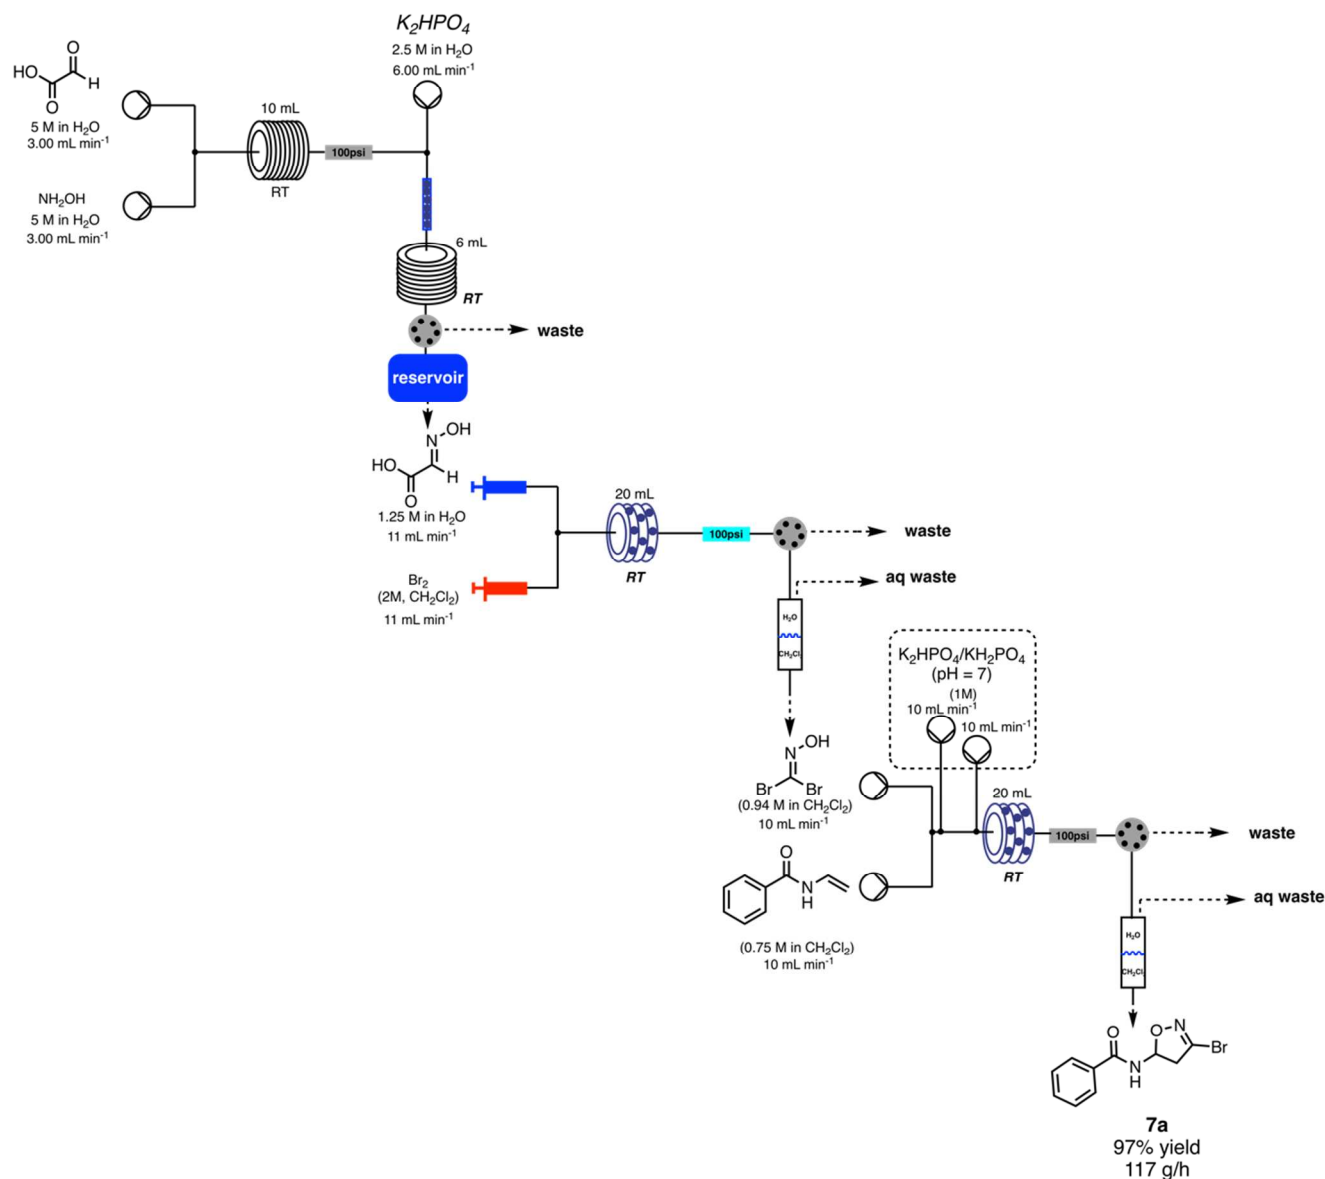 K2HPO4
2.5 M in H2O
6.00 mL min-1
O
HO
H
O
5 M in H2O
3.00 mL min-1
10 mL
100psi
RT
NH2OH
5 M in H2O
3.00 mL min-1
6 mL
RT
waste
reservoir
OH
N
HO
H
O
1.25 M in H2O
11 mL min-1
Br2
(2M, CH2Cl2)
11 mL min-1
20 mL
100psi
RT
waste
aq waste
H2O
CH2Cl
OH
N
Br Br
(0.94 M in CH2Cl2)
10 mL min-1
K2HPO4/KH2PO4
(pH = 7)
(1M)
10 mL min-1
10 mL min-1
20 mL
100psi
RT
waste
O
N
H
(0.75 M in CH2Cl2)
10 mL min-1
aq waste
H2O
CH2Cl
O
N
H
O N
Br
7a
97% yield
117 g/h